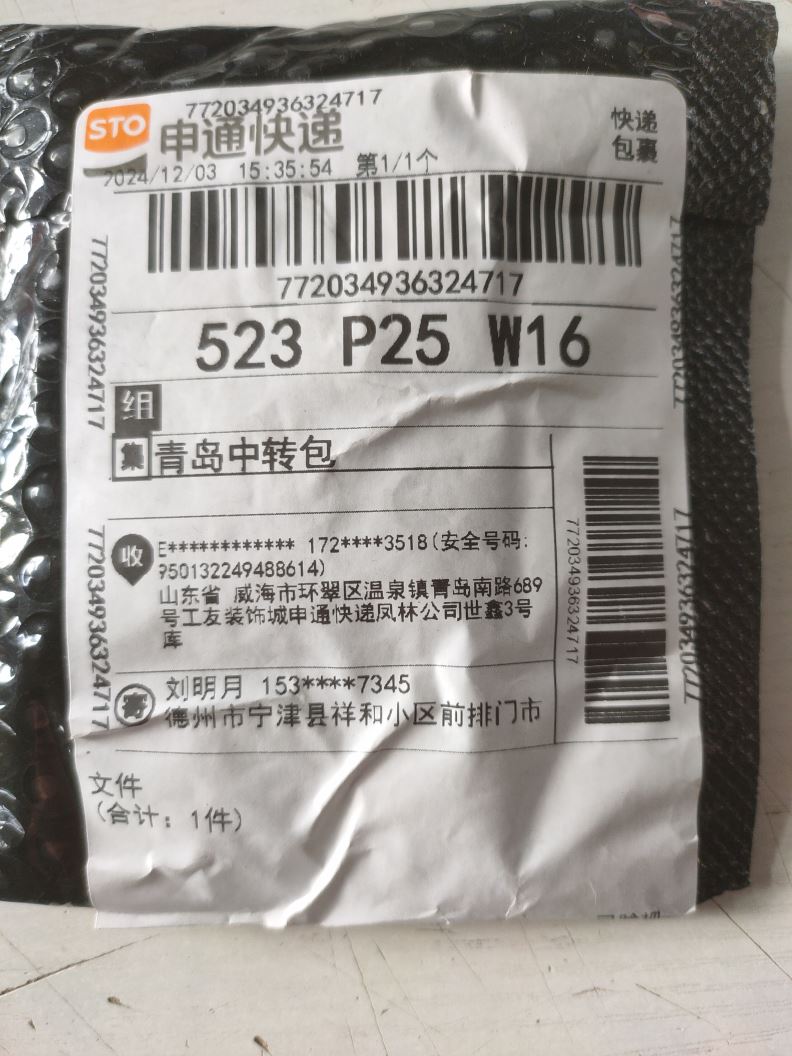 772034936324717
STO 申通快递
快递
包裹
2024/12/03 15:35:54 第1/1个
772034936324717
523 P25 W16
组
集 青岛中转包
收
E************ 172****3518(安全号码:
950132249488614)
山东省 威海市环翠区温泉镇青岛南路689
号工友装饰城申通快递凤林公司世鑫3号
库
寄
刘明月 153****7345
德州市宁津县祥和小区前排门市
文件
(合计: 1件)
772034936324717
772034936324717
772034936324717
772034936324717
772034936324717